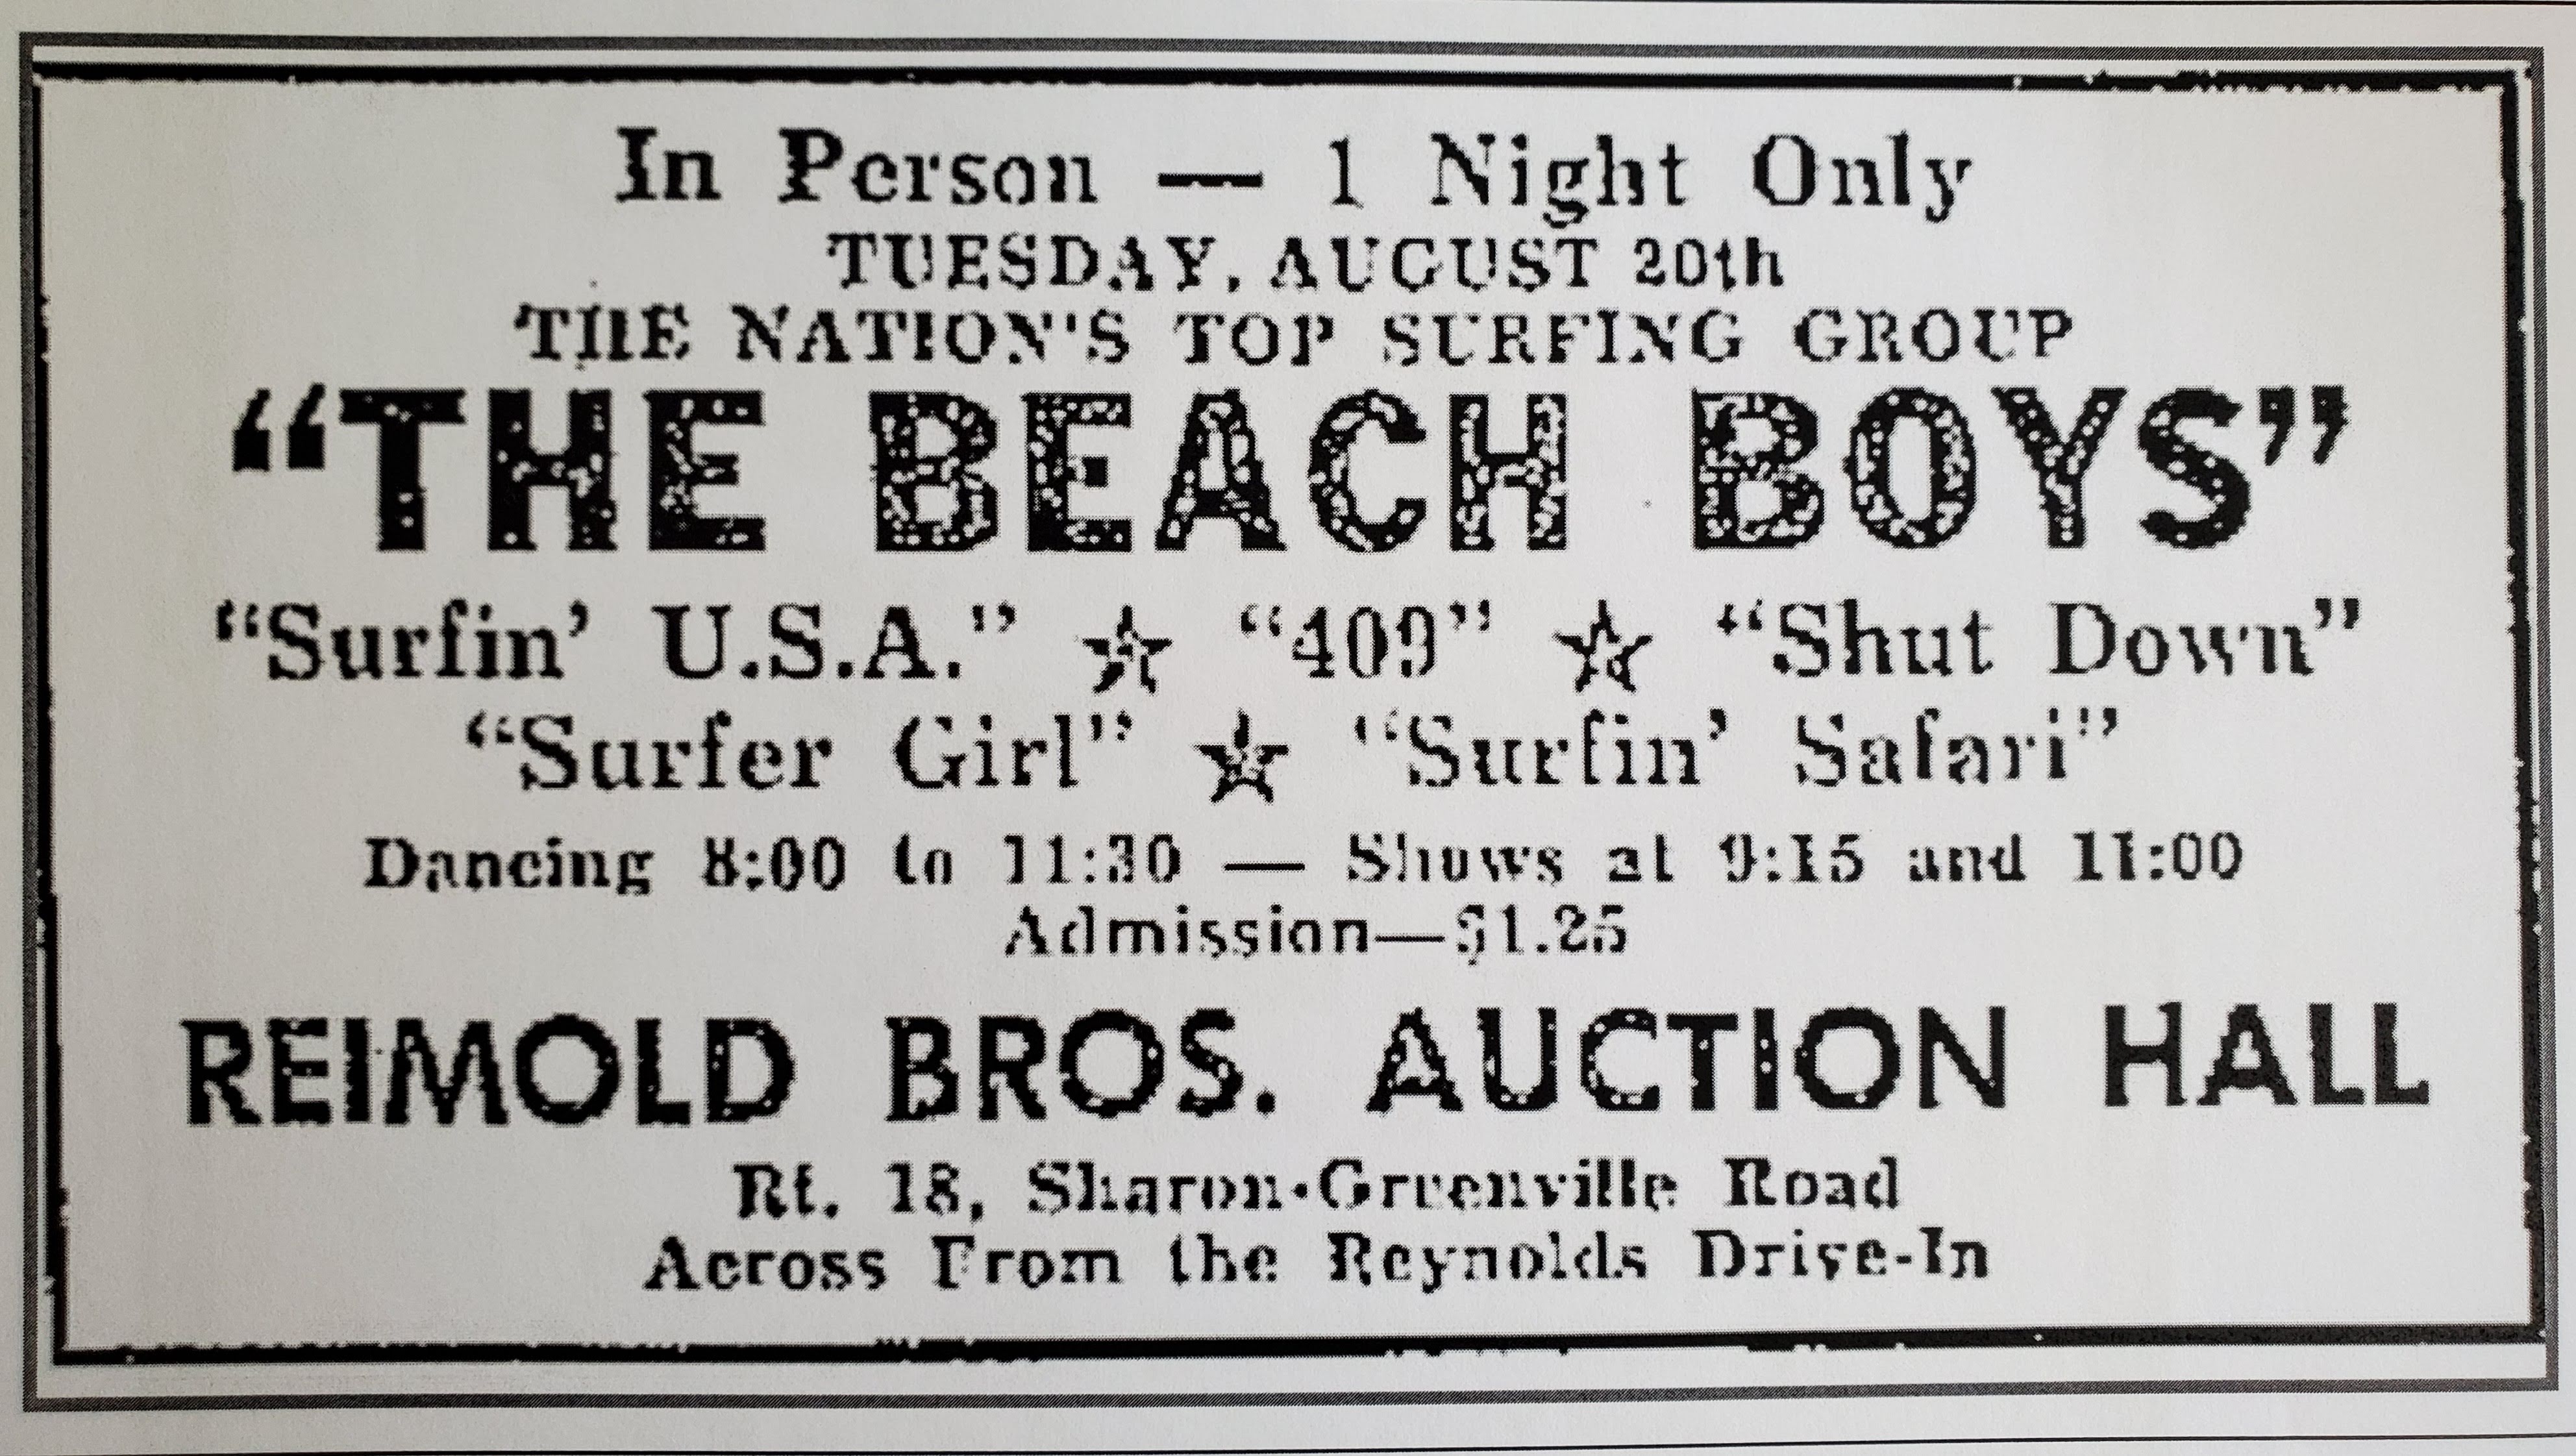 In Person — 1 Night Only
TUESDAY, AUGUST 20th
THE NATION'S TOP SURFING GROUP
“THE BEACH BOYS”
“Surfin’ U.S.A.” ☆ “409” ☆ “Shut Down”
“Surfer Girl” ☆ “Surfin’ Safari”
Dancing 8:00 to 11:30 — Shows at 9:15 and 11:00
Admission—$1.25
REIMOLD BROS. AUCTION HALL
Rt. 18, Sharon-Greenville Road
Across From the Reynolds Drive-In